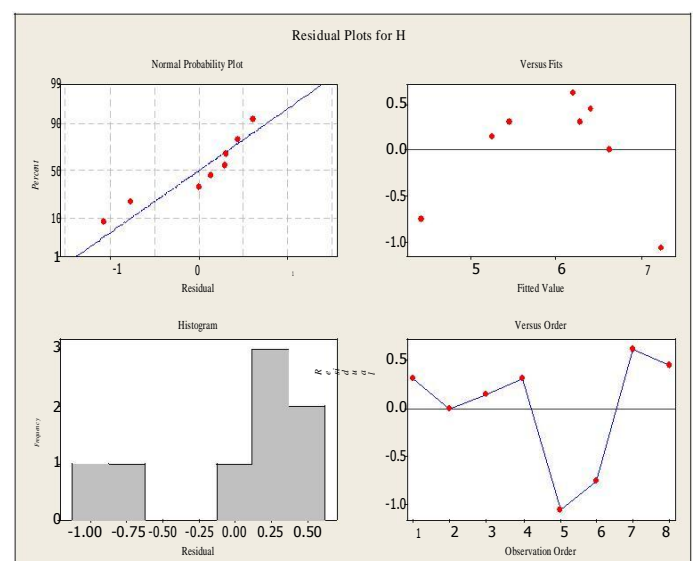 Residual Plots for H
Normal Probability Plot
Versus Fits
99
90
50
10
1
Percent
-1 0 1
Residual
0.5
0.0
-0.5
-1.0
5 6 7
Fitted Value
Histogram
Versus Order
3
2
1
0
Frequency
-1.00 -0.75 -0.50 -0.25 0.00 0.25 0.50
Residual
Residual
0.5
0.0
-0.5
-1.0
1 2 3 4 5 6 7 8
Observation Order